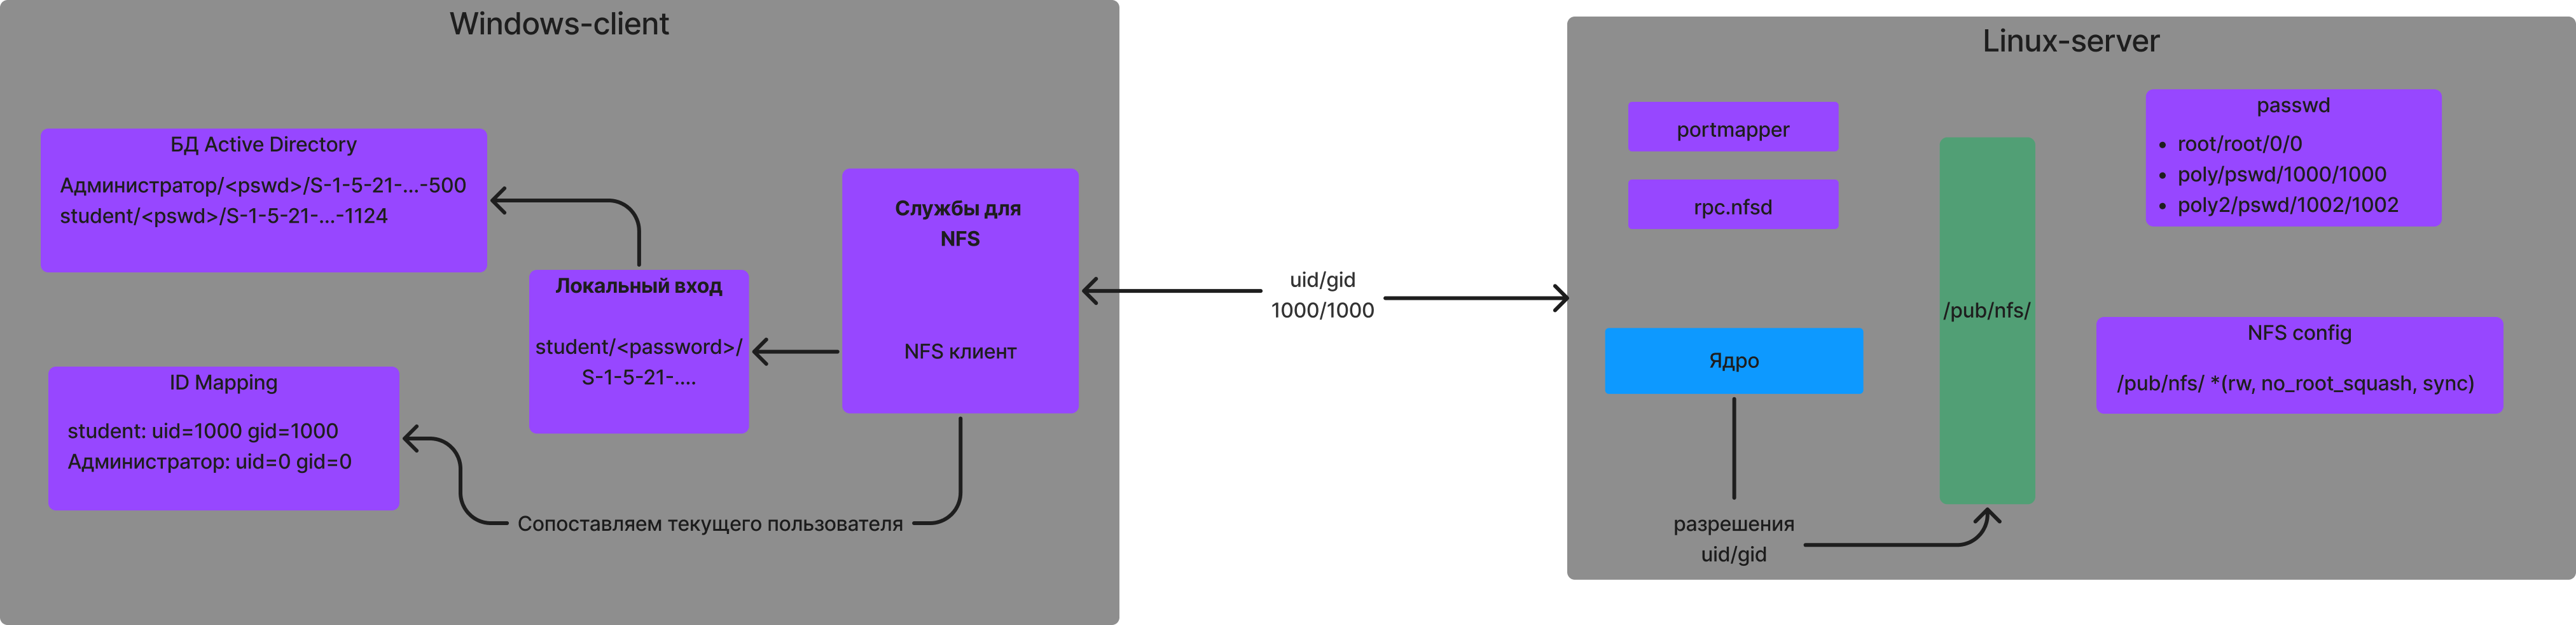 Windows-client
БД Active Directory
Администратор/<pswd>/S-1-5-21-...-500
student/<pswd>/S-1-5-21-...-1124
ID Mapping
student: uid=1000 gid=1000
Администратор: uid=0 gid=0
Локальный вход
student/<password>/
S-1-5-21-....
Службы для
NFS
NFS клиент
Сопоставляем текущего пользователя
uid/gid
1000/1000
Linux-server
portmapper
rpc.nfsd
Ядро
разрешения
uid/gid
/pub/nfs/
passwd
• root/root/0/0
• poly/pswd/1000/1000
• poly2/pswd/1002/1002
NFS config
/pub/nfs/ *(rw, no_root_squash, sync)